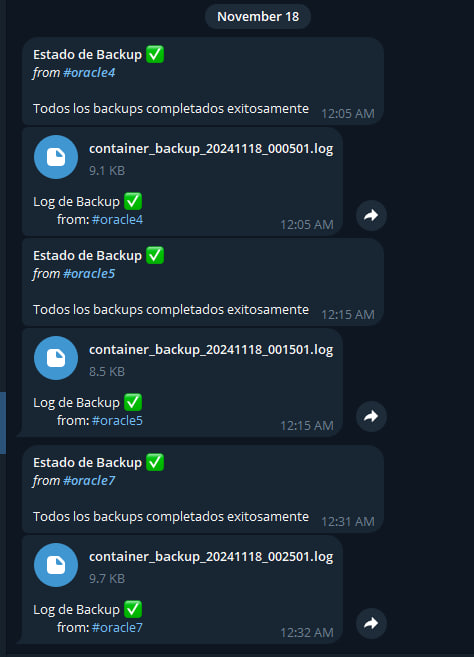 November 18
Estado de Backup ✅
from #oracle4
Todos los backups completados exitosamente 12:05 AM
container_backup_20241118_000501.log
9.1 KB
Log de Backup ✅
from: #oracle4
12:05 AM
Estado de Backup ✅
from #oracle5
Todos los backups completados exitosamente 12:15 AM
container_backup_20241118_001501.log
8.5 KB
Log de Backup ✅
from: #oracle5
12:15 AM
Estado de Backup ✅
from #oracle7
Todos los backups completados exitosamente 12:31 AM
container_backup_20241118_002501.log
9.7 KB
Log de Backup ✅
from: #oracle7
12:32 AM